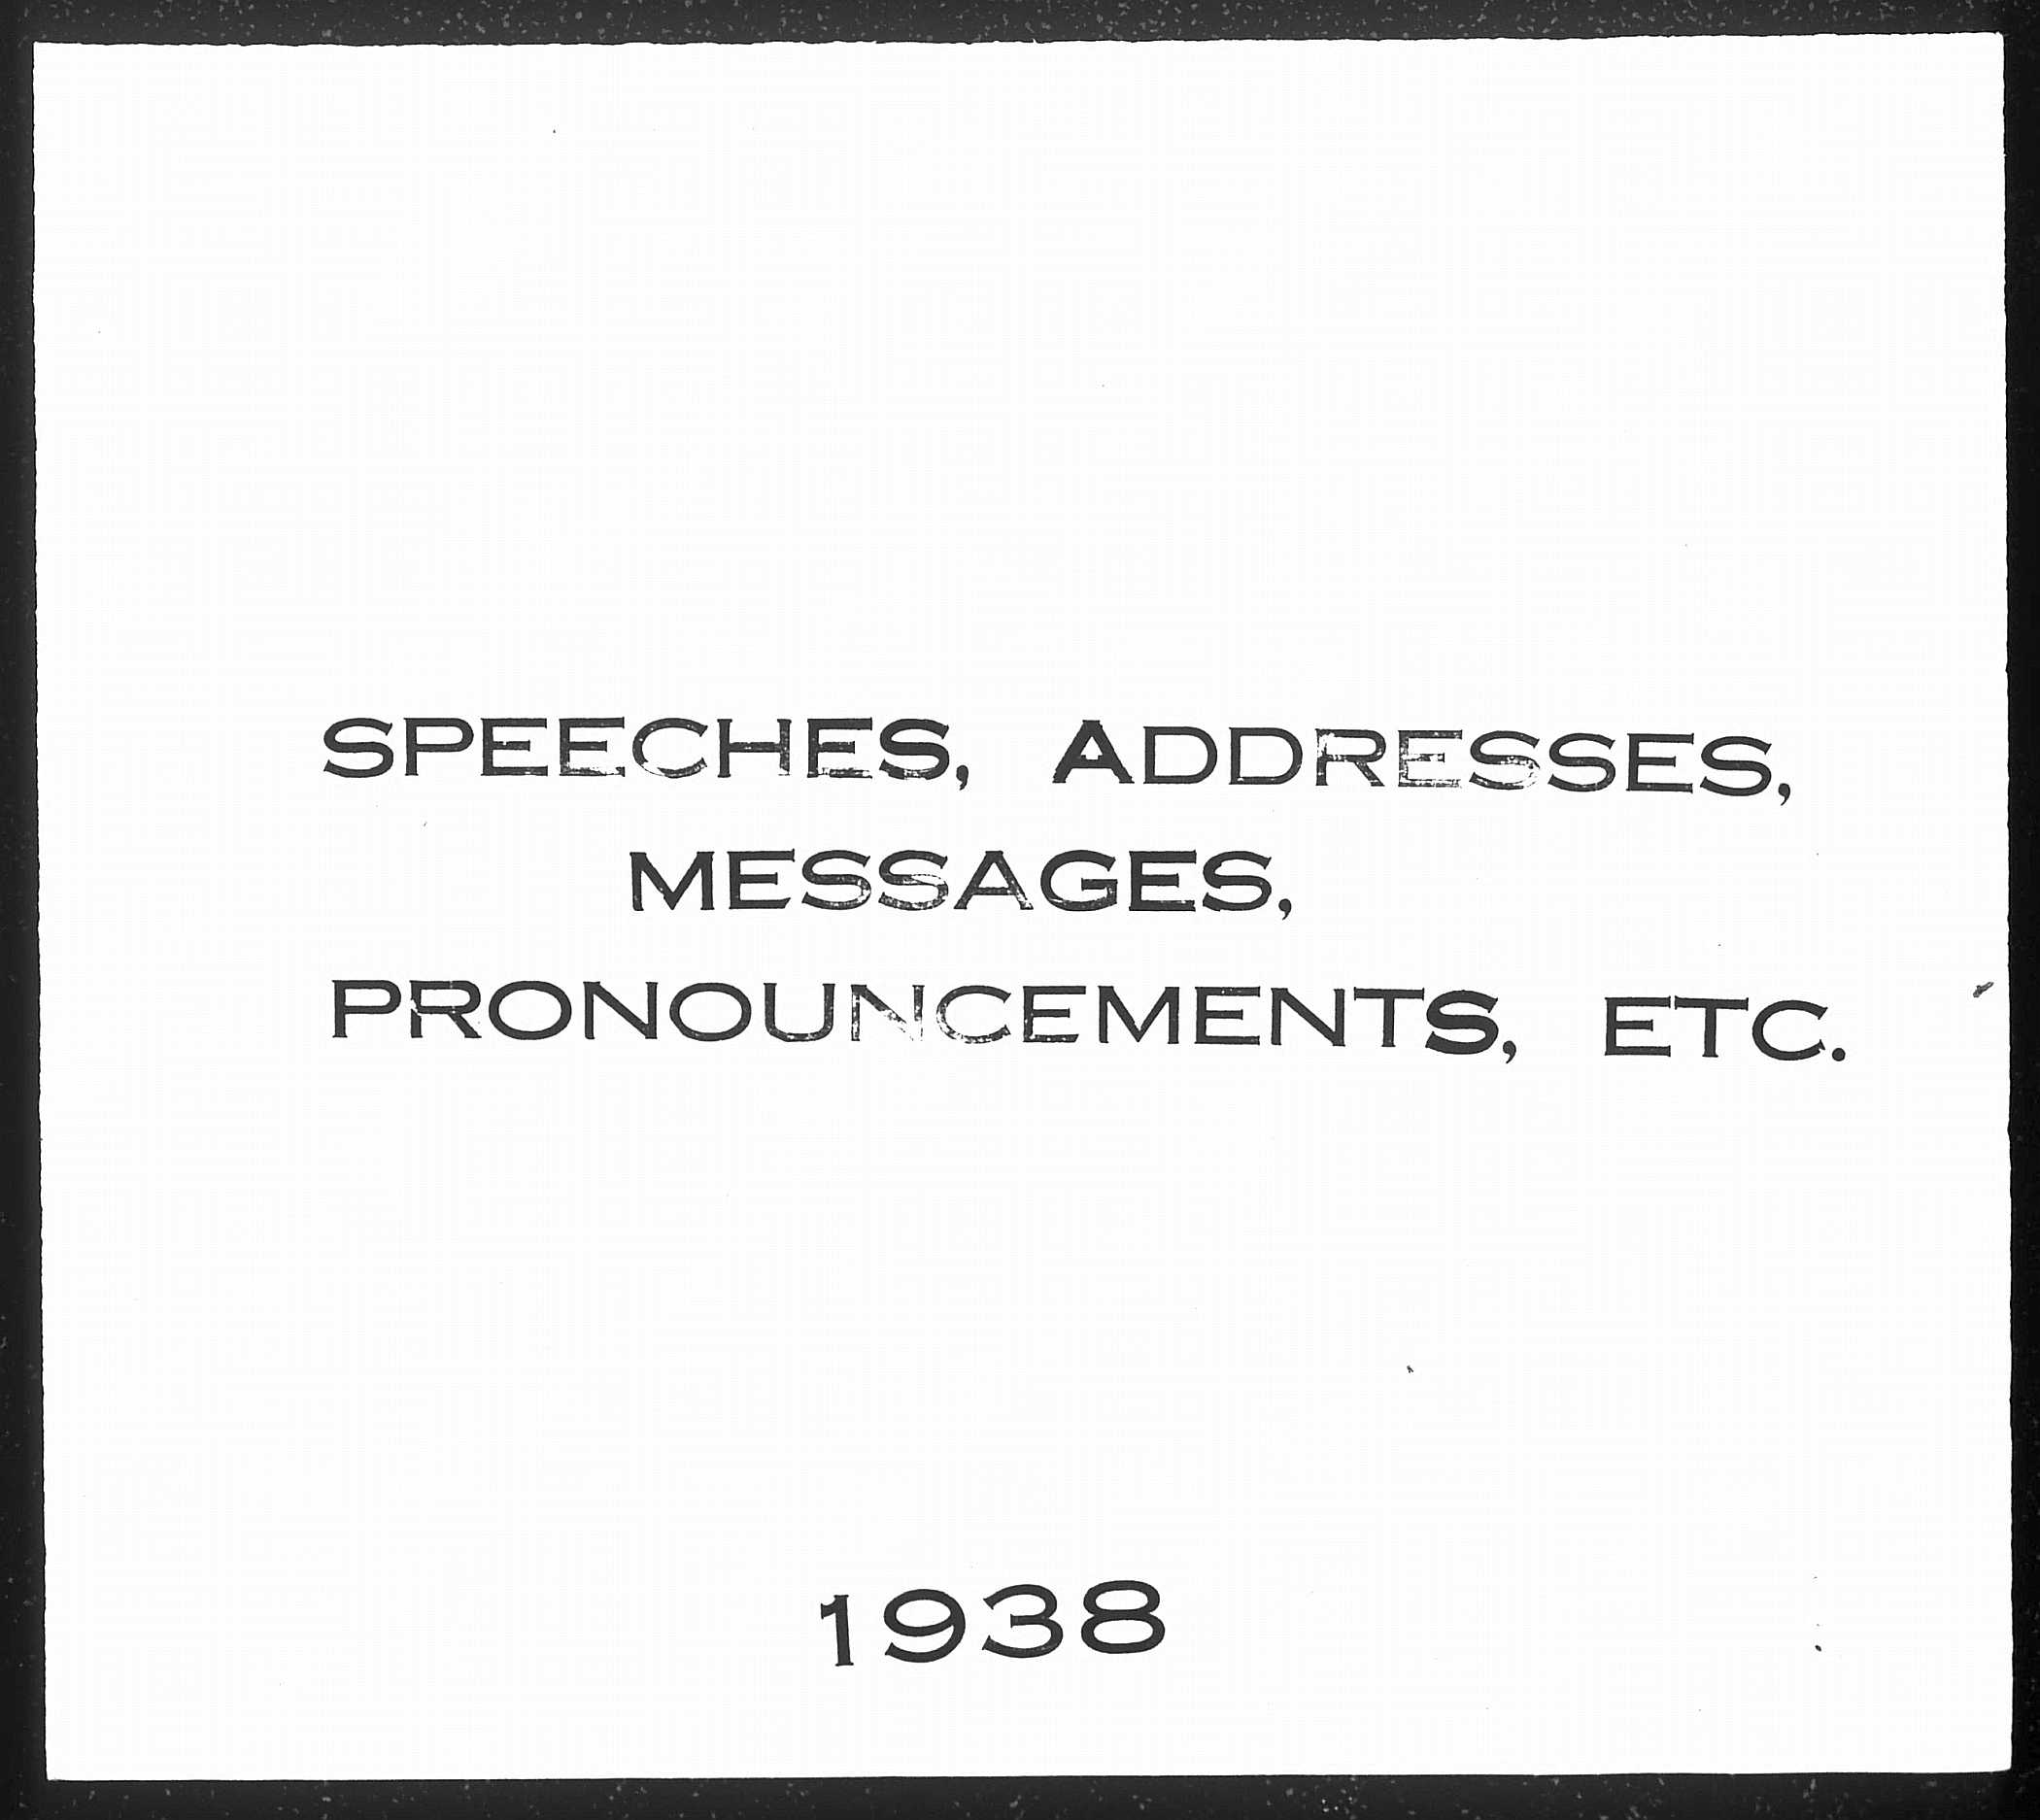 SPEECHES, ADDRESSES,
MESSAGES,
PRONOUNCEMENTS, ETC.
1938